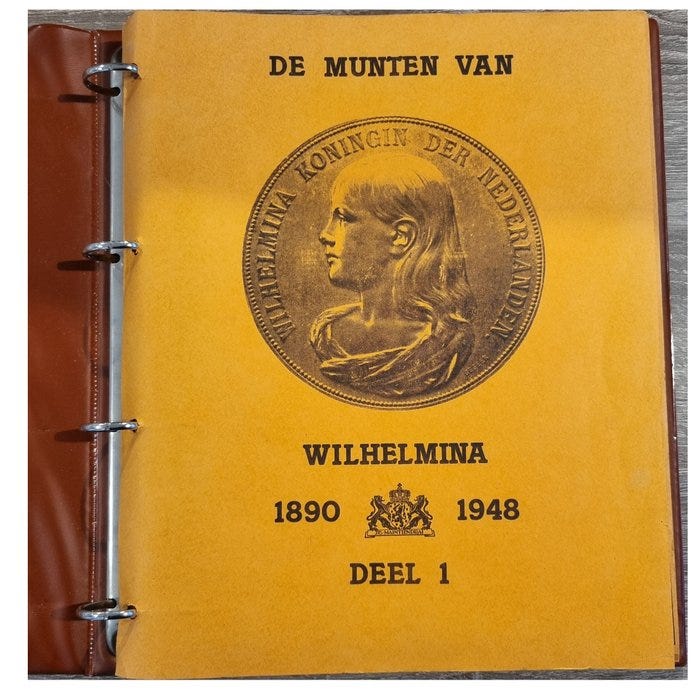 DE MUNTEN VAN
WILHELMINA KONINGIN DER NEDERLANDEN
WILHELMINA
1890 1948
DEEL 1